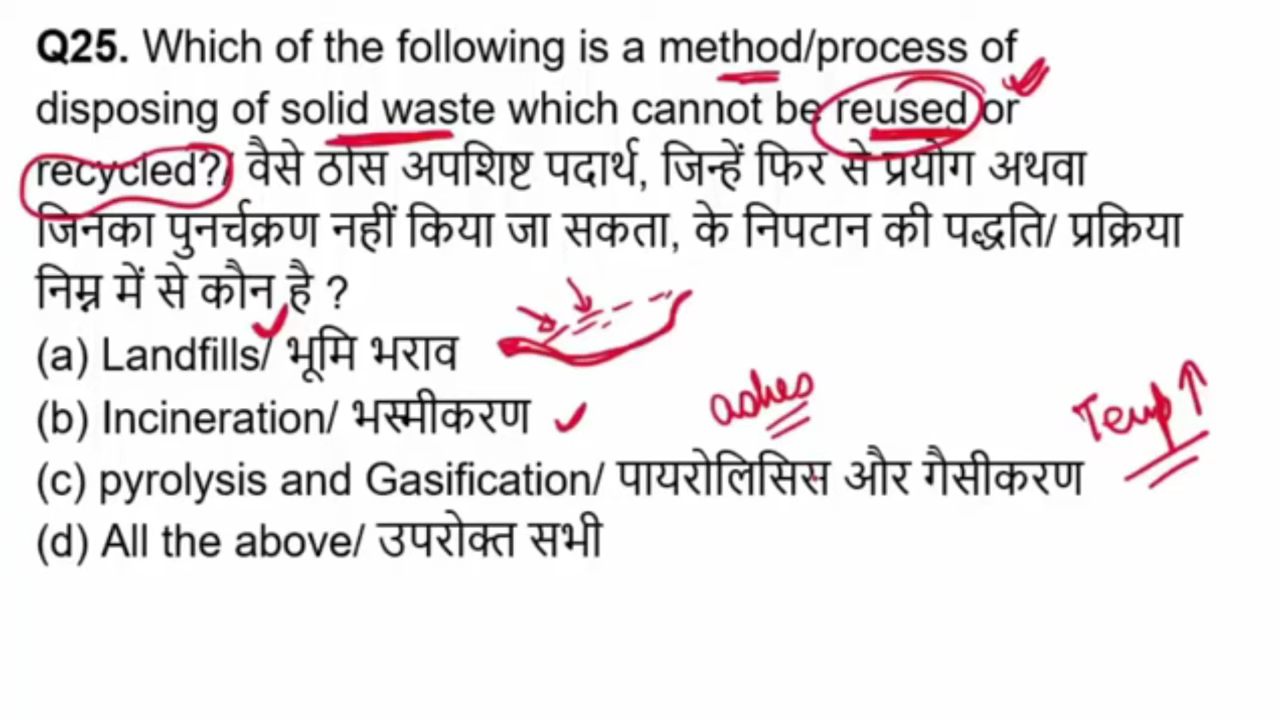 Q25. Which of the following is a method/process of
disposing of solid waste which cannot be reused or
recycled?/ वैसे ठोस अपशिष्ट पदार्थ, जिन्हें फिर से प्रयोग अथवा
जिनका पुनर्चक्रण नहीं किया जा सकता, के निपटान की पद्धति/ प्रक्रिया
निम्न में से कौन है ?
(a) Landfills/ भूमि भराव
ashes
Temp↑
(b) Incineration/ भस्मीकरण
(c) pyrolysis and Gasification/ पायरोलिसिस और गैसीकरण
(d) All the above/ उपरोक्त सभी